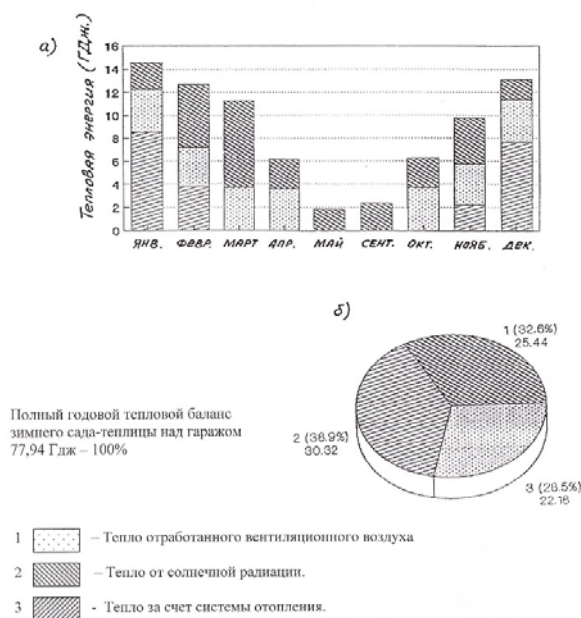 а)
Тепловая энергия (ГДж.)
16
14
12
10
8
6
4
2
0
ЯНВ. ФЕВР. МАРТ АПР. МАЙ СЕНТ. ОКТ. НОЯБ. ДЕК.
б)
1 (32.6%)
25.44
2 (38.9%)
30.32
3 (28.5%)
22.16
Полный годовой тепловой баланс
зимнего сада-теплицы над гаражом
77,94 Гдж – 100%
1 – Тепло отработанного вентиляционного воздуха
2 – Тепло от солнечной радиации.
3 - Тепло за счет системы отопления.